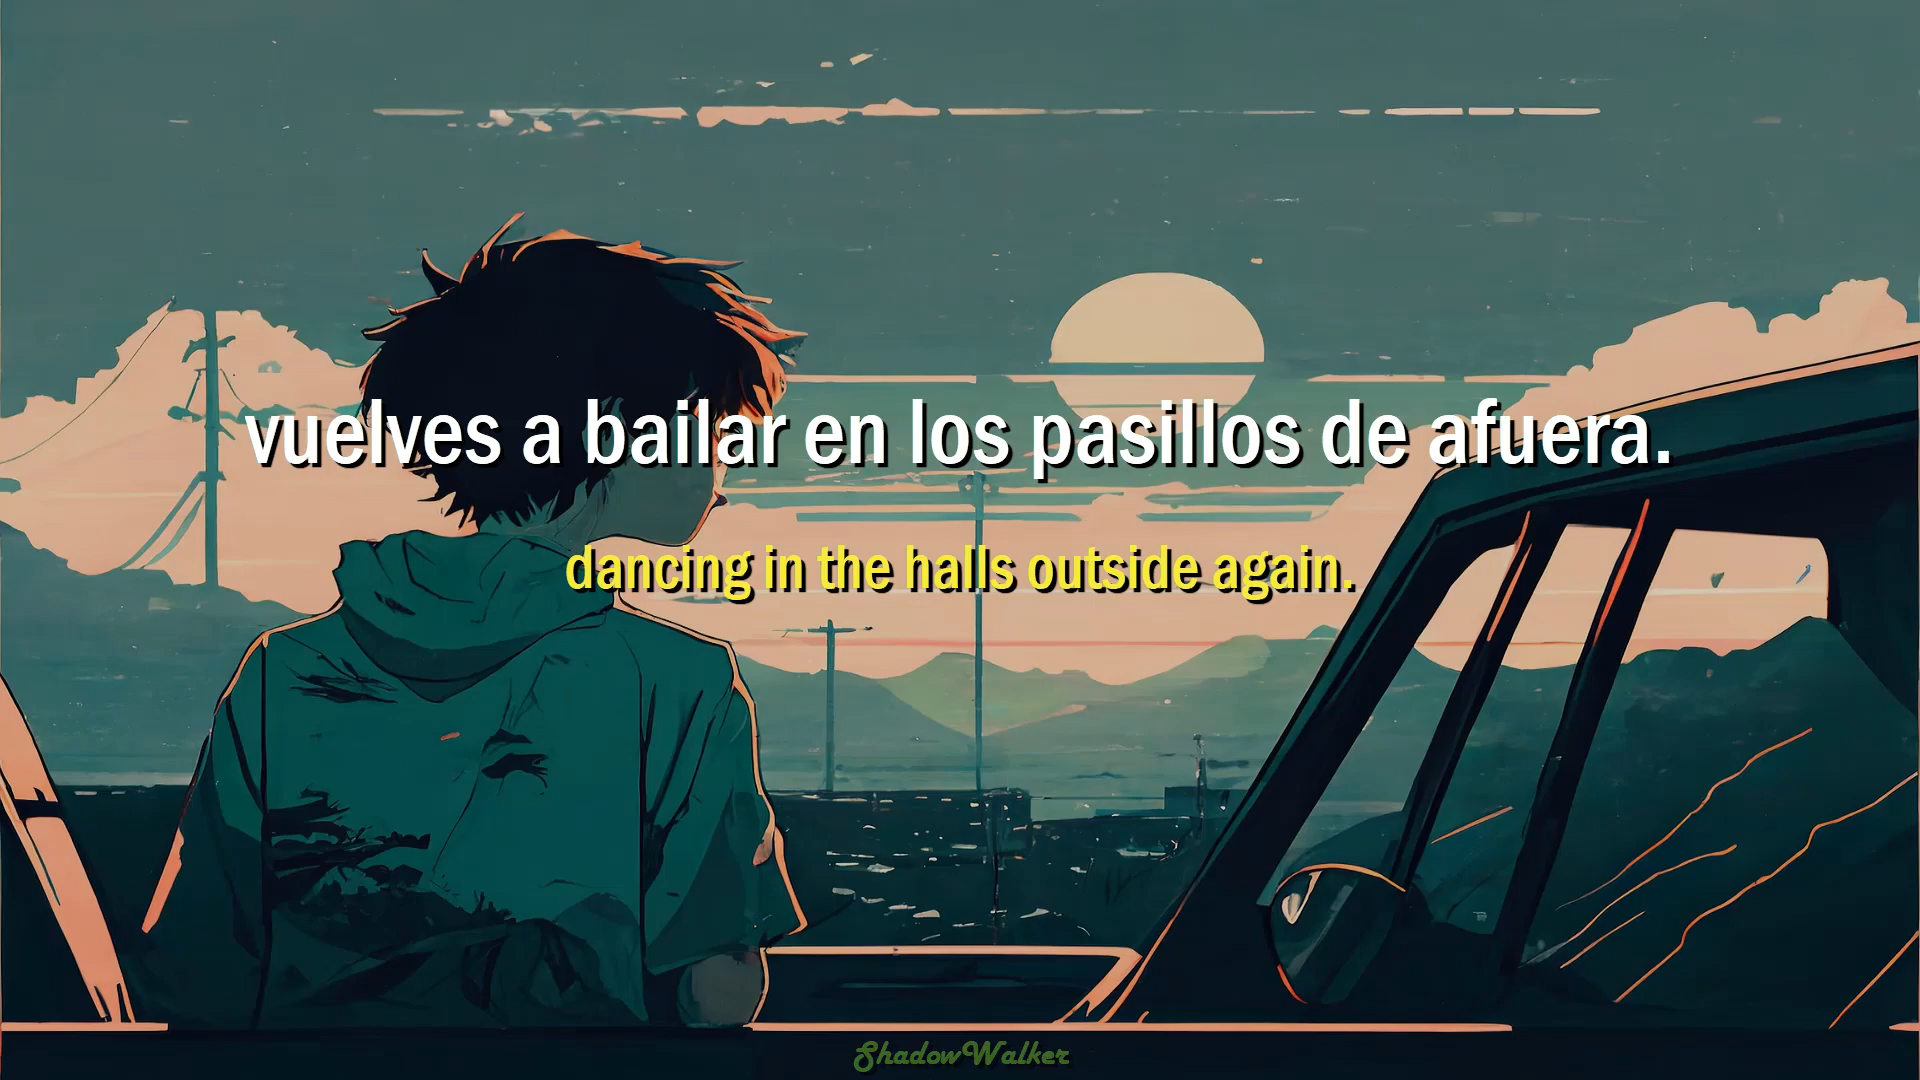 vuelves a bailar en los pasillos de afuera.
dancing in the halls outside again.
ShadowWalker